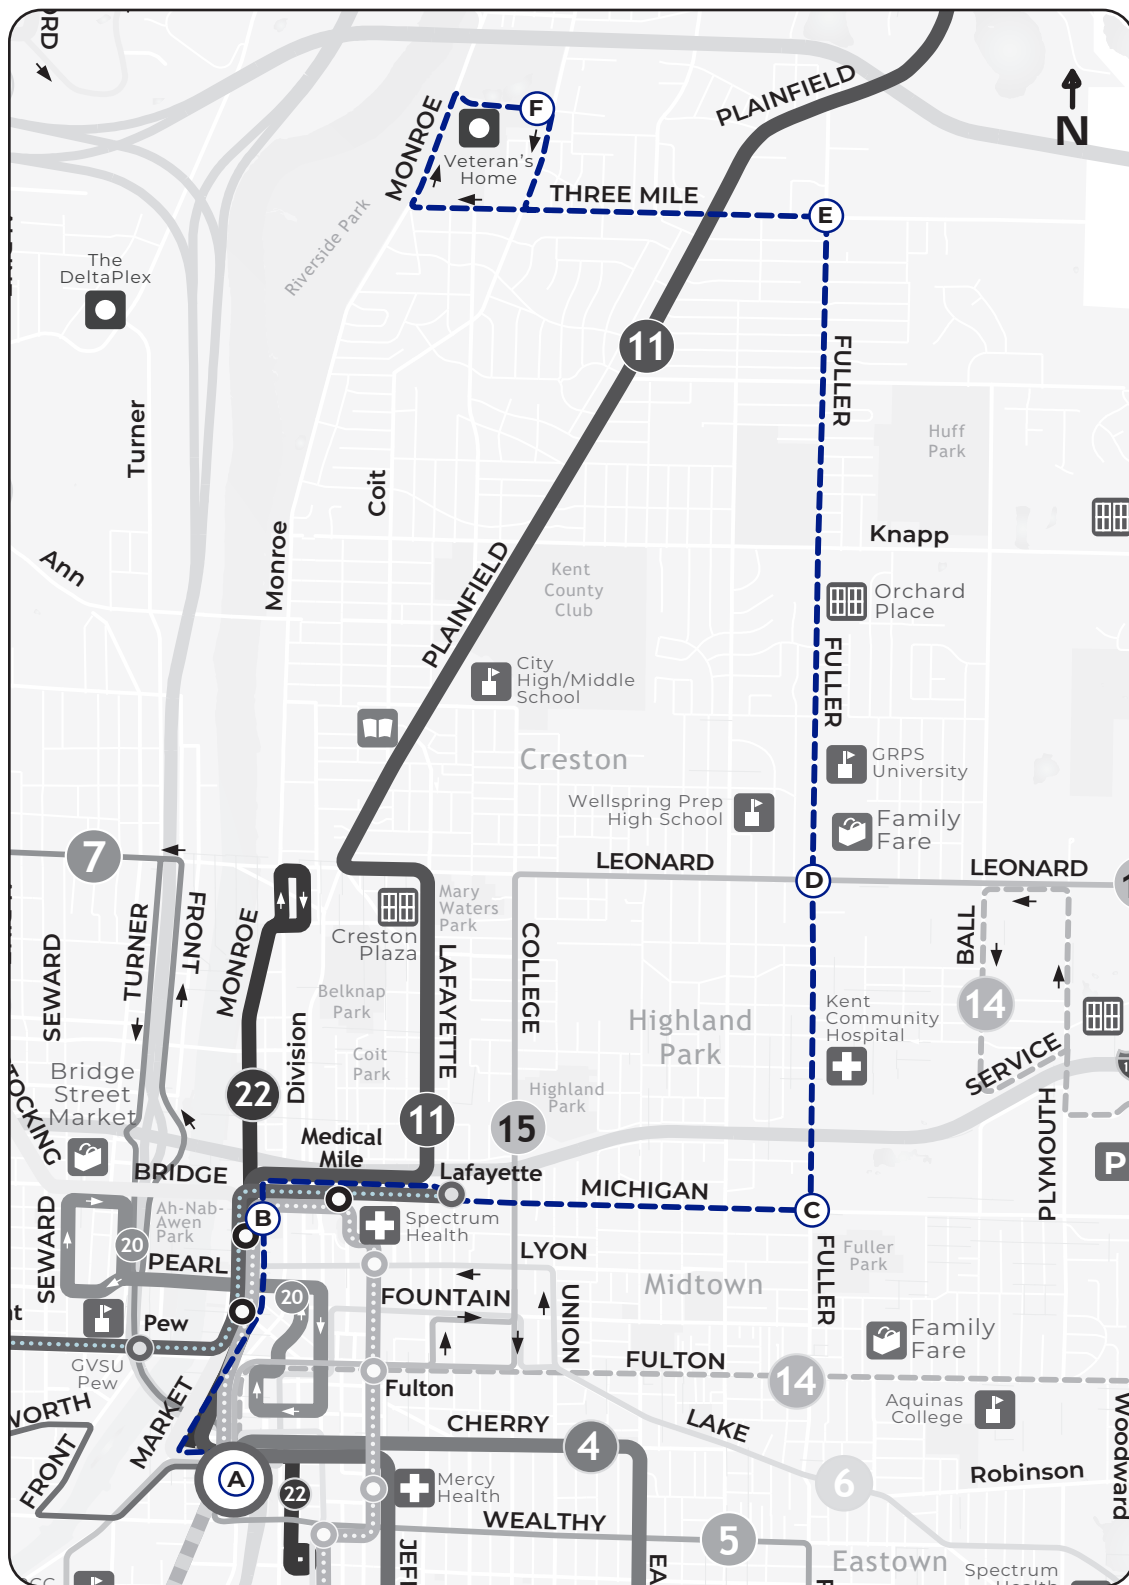 PLAINFIELD
N
MONROE
F
Veteran's
Home
THREE MILE
E
Riverside Park
The
DeltaPlex
11
FULLER
Turner
Huff
Park
Coit
Monroe
Knapp
Ann
PLAINFIELD
Kent
County
Club
Orchard
Place
City
High/Middle
School
FULLER
Creston
GRPS
University
Wellspring Prep
High School
Family
Fare
7
LEONARD
D
LEONARD
Mary
Waters
Park
Creston
Plaza
FRONT
TURNER
SEWARD
MONROE
LAFAYETTE
COLLEGE
BALL
Belknap
Park
Division
Coit
Park
Highland
Park
Kent
Community
Hospital
14
SERVICE
PLYMOUTH
Bridge
Street
Market
22
11
15
Highland
Park
Medical
Mile
Lafayette
P
BRIDGE
MICHIGAN
C
B
Ah-Nab-
Awen
Park
Spectrum
Health
SEWARD
20
PEARL
LYON
FULLER
Fuller
Park
Midtown
20
FOUNTAIN
UNION
Pew
Family
Fare
GVSU
Pew
FULTON
14
Fulton
Aquinas
College
MARKET
CHERRY
LAKE
4
Woodward
FRONT
A
22
Mercy
Health
6
Robinson
WEALTHY
5
Eastown
Spectrum